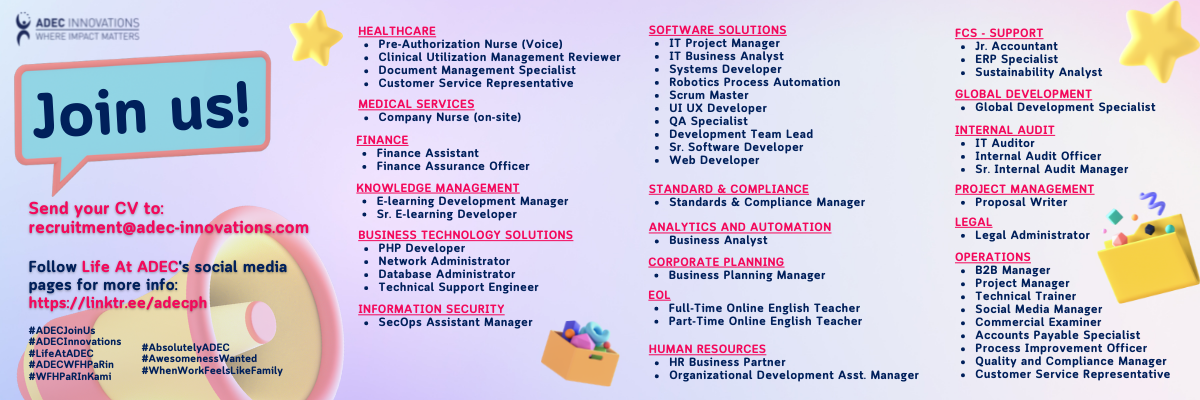 ADEC INNOVATIONS
WHERE IMPACT MATTERS
Join us!
Send your CV to:
recruitment@adec-innovations.com
Follow Life At ADEC's social media
pages for more info:
https://linktr.ee/adecph
#ADECJoinUs
#ADECInnovations
#LifeAtADEC
#ADECWFHPaRin
#WFHPaRInKami
#AbsolutelyADEC
#AwesomenessWanted
#WhenWorkFeelsLikeFamily
HEALTHCARE
• Pre-Authorization Nurse (Voice)
• Clinical Utilization Management Reviewer
• Document Management Specialist
• Customer Service Representative
MEDICAL SERVICES
• Company Nurse (on-site)
FINANCE
• Finance Assistant
• Finance Assurance Officer
KNOWLEDGE MANAGEMENT
• E-learning Development Manager
• Sr. E-learning Developer
BUSINESS TECHNOLOGY SOLUTIONS
• PHP Developer
• Network Administrator
• Database Administrator
• Technical Support Engineer
INFORMATION SECURITY
• SecOps Assistant Manager
SOFTWARE SOLUTIONS
• IT Project Manager
• IT Business Analyst
• Systems Developer
• Robotics Process Automation
• Scrum Master
• UI UX Developer
• QA Specialist
• Development Team Lead
• Sr. Software Developer
• Web Developer
STANDARD & COMPLIANCE
• Standards & Compliance Manager
ANALYTICS AND AUTOMATION
• Business Analyst
CORPORATE PLANNING
• Business Planning Manager
EOL
• Full-Time Online English Teacher
• Part-Time Online English Teacher
HUMAN RESOURCES
• HR Business Partner
• Organizational Development Asst. Manager
FCS - SUPPORT
• Jr. Accountant
• ERP Specialist
• Sustainability Analyst
GLOBAL DEVELOPMENT
• Global Development Specialist
INTERNAL AUDIT
• IT Auditor
• Internal Audit Officer
• Sr. Internal Audit Manager
PROJECT MANAGEMENT
• Proposal Writer
LEGAL
• Legal Administrator
OPERATIONS
• B2B Manager
• Project Manager
• Technical Trainer
• Social Media Manager
• Commercial Examiner
• Accounts Payable Specialist
• Process Improvement Officer
• Quality and Compliance Manager
• Customer Service Representative